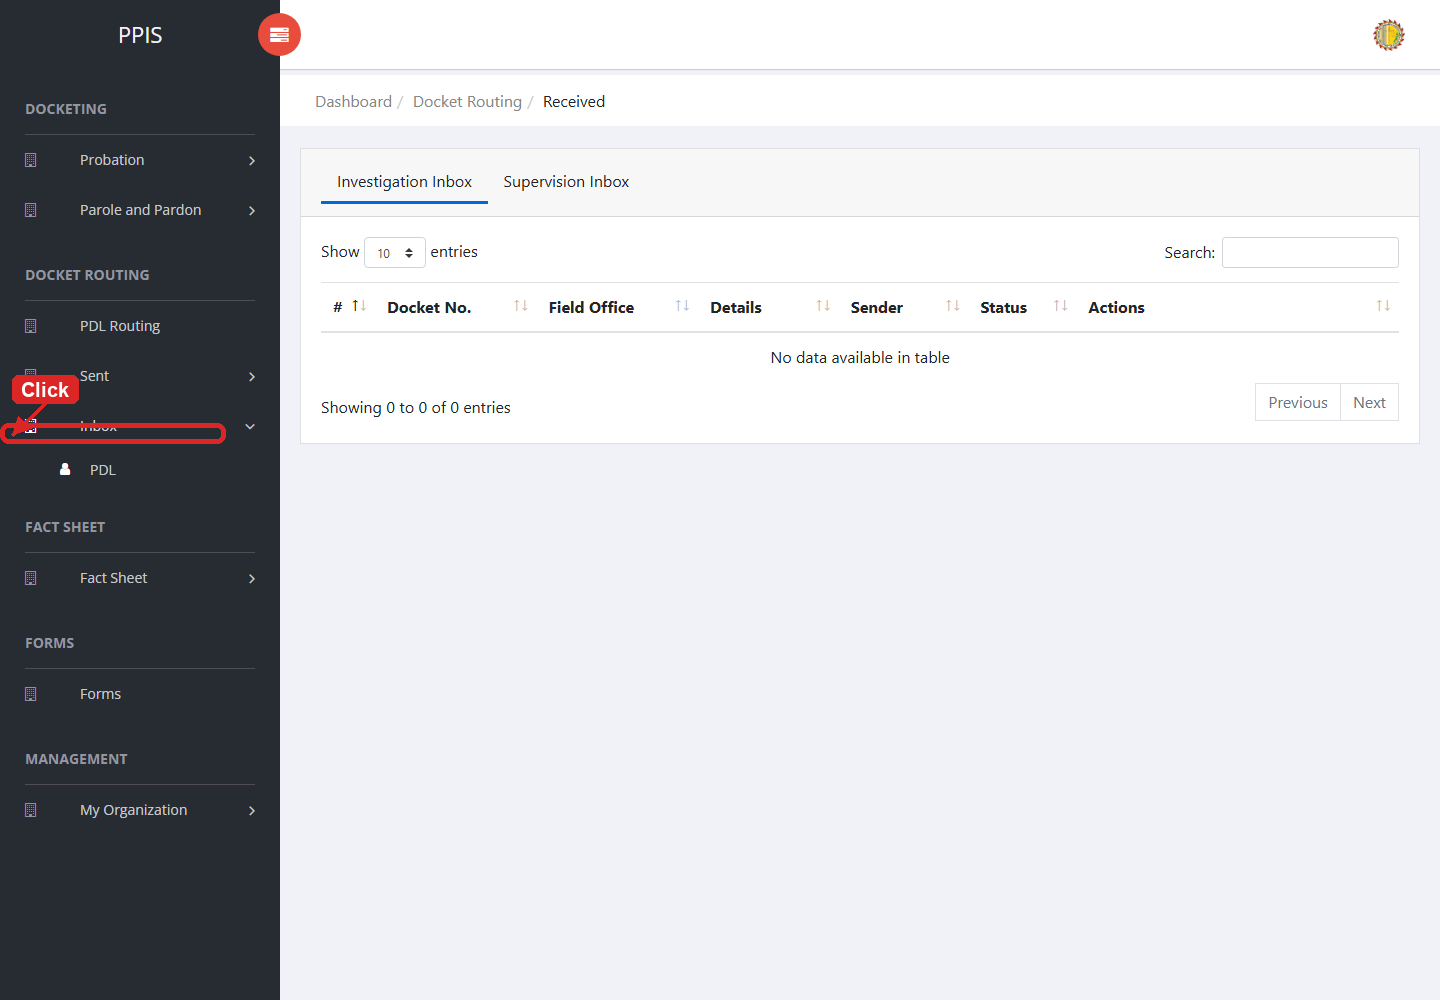 PPIS
DOCKETING
Probation
Parole and Pardon
DOCKET ROUTING
PDL Routing
Sent
Click
Inbox
PDL
FACT SHEET
Fact Sheet
FORMS
Forms
MANAGEMENT
My Organization
Dashboard / Docket Routing / Received
Investigation Inbox Supervision Inbox
Show 10 entries Search:
# Docket No. Field Office Details Sender Status Actions
No data available in table
Showing 0 to 0 of 0 entries Previous Next